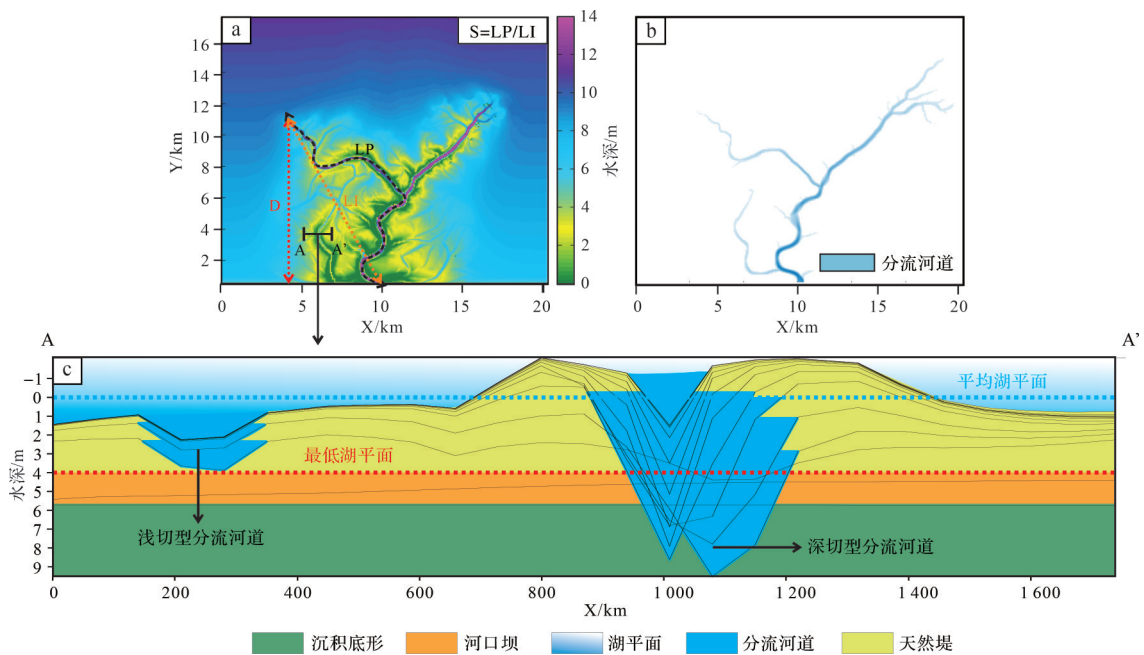 a
S=LP/LI
Y/km
16
14
12
10
8
6
4
2
LP
LI
D
A
A'
0
5
10
15
20
X/km
14
12
10
8
6
4
2
0
水深/m
b
分流河道
0
5
10
15
20
X/km
A
A'
c
水深/m
-1
0
1
2
3
4
5
6
7
8
9
平均湖平面
最低湖平面
浅切型分流河道
深切型分流河道
0
200
400
600
800
1 000
1 200
1 400
1 600
X/km
沉积底形
河口坝
湖平面
分流河道
天然堤